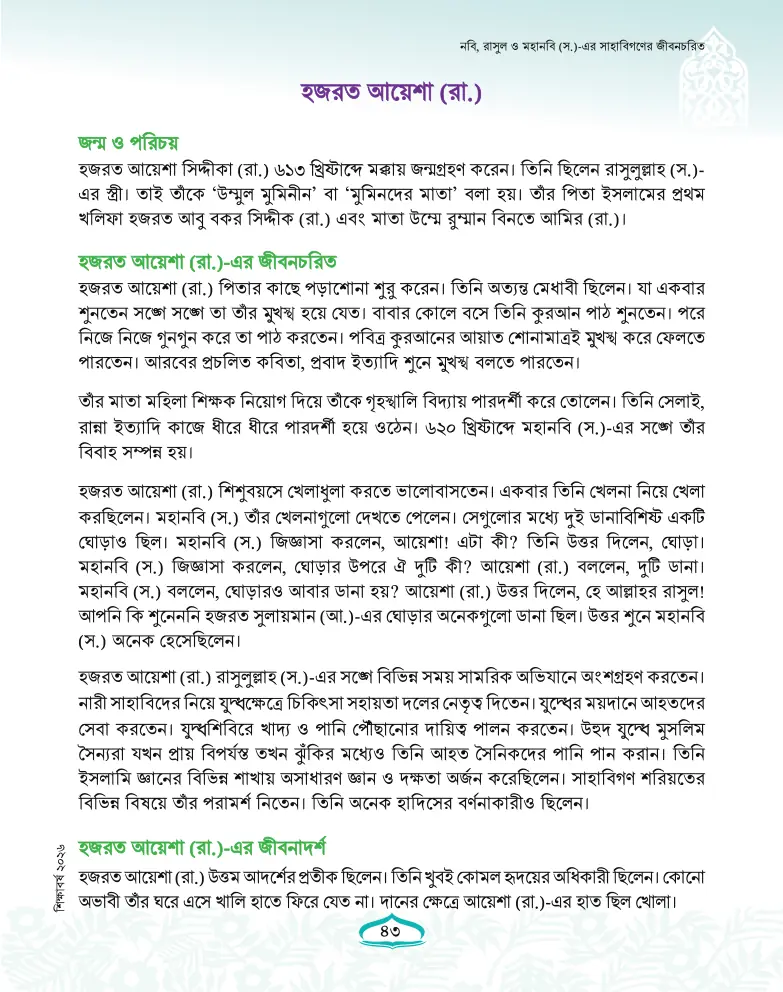 নবি, রাসুল ও মহানবি (স.)-এর সাহাবিগণের জীবনচরিত
হজরত আয়েশা (রা.)
জন্ম ও পরিচয়
হজরত আয়েশা সিদ্দীকা (রা.) ৬১৩ খ্রিষ্টাব্দে মক্কায় জন্মগ্রহণ করেন। তিনি ছিলেন রাসুলুল্লাহ (স.)-
এর স্ত্রী। তাই তাঁকে ‘উম্মুল মুমিনীন’ বা ‘মুমিনদের মাতা’ বলা হয়। তাঁর পিতা ইসলামের প্রথম
খলিফা হজরত আবু বকর সিদ্দীক (রা.) এবং মাতা উম্মে রুম্মান বিনতে আমির (রা.)।
হজরত আয়েশা (রা.)-এর জীবনচরিত
হজরত আয়েশা (রা.) পিতার কাছে পড়াশোনা শুরু করেন। তিনি অত্যন্ত মেধাবী ছিলেন। যা একবার
শুনতেন সঙ্গে সঙ্গে তা তাঁর মুখস্থ হয়ে যেত। বাবার কোলে বসে তিনি কুরআন পাঠ শুনতেন। পরে
নিজে নিজে গুনগুন করে তা পাঠ করতেন। পবিত্র কুরআনের আয়াত শোনামাত্রই মুখস্থ করে ফেলতে
পারতেন। আরবের প্রচলিত কবিতা, প্রবাদ ইত্যাদি শুনে মুখস্থ বলতে পারতেন।
তাঁর মাতা মহিলা শিক্ষক নিয়োগ দিয়ে তাঁকে গৃহস্থালি বিদ্যায় পারদর্শী করে তোলেন। তিনি সেলাই,
রান্না ইত্যাদি কাজে ধীরে ধীরে পারদর্শী হয়ে ওঠেন। ৬২০ খ্রিষ্টাব্দে মহানবি (স.)-এর সঙ্গে তাঁর
বিবাহ সম্পন্ন হয়।
হজরত আয়েশা (রা.) শিশুবয়সে খেলাধুলা করতে ভালোবাসতেন। একবার তিনি খেলনা নিয়ে খেলা
করছিলেন। মহানবি (স.) তাঁর খেলনাগুলো দেখতে পেলেন। সেগুলোর মধ্যে দুই ডানাবিশিষ্ট একটি
ঘোড়াও ছিল। মহানবি (স.) জিজ্ঞাসা করলেন, আয়েশা! এটা কী? তিনি উত্তর দিলেন, ঘোড়া।
মহানবি (স.) জিজ্ঞাসা করলেন, ঘোড়ার উপরে ঐ দুটি কী? আয়েশা (রা.) বললেন, দুটি ডানা।
মহানবি (স.) বললেন, ঘোড়ারও আবার ডানা হয়? আয়েশা (রা.) উত্তর দিলেন, হে আল্লাহর রাসুল!
আপনি কি শুনেননি হজরত সুলায়মান (আ.)-এর ঘোড়ার অনেকগুলো ডানা ছিল। উত্তর শুনে মহানবি
(স.) অনেক হেসেছিলেন।
হজরত আয়েশা (রা.) রাসুলুল্লাহ (স.)-এর সঙ্গে বিভিন্ন সময় সামরিক অভিযানে অংশগ্রহণ করতেন।
নারী সাহাবিদের নিয়ে যুদ্ধক্ষেত্রে চিকিৎসা সহায়তা দলের নেতৃত্ব দিতেন। যুদ্ধের ময়দানে আহতদের
সেবা করতেন। যুদ্ধশিবিরে খাদ্য ও পানি পৌঁছানোর দায়িত্ব পালন করতেন। উহুদ যুদ্ধে মুসলিম
সৈন্যরা যখন প্রায় বিপর্যস্ত তখন ঝুঁকির মধ্যেও তিনি আহত সৈনিকদের পানি পান করান। তিনি
ইসলামি জ্ঞানের বিভিন্ন শাখায় অসাধারণ জ্ঞান ও দক্ষতা অর্জন করেছিলেন। সাহাবিগণ শরিয়তের
বিভিন্ন বিষয়ে তাঁর পরামর্শ নিতেন। তিনি অনেক হাদিসের বর্ণনাকারীও ছিলেন।
হজরত আয়েশা (রা.)-এর জীবনাদর্শ
হজরত আয়েশা (রা.) উত্তম আদর্শের প্রতীক ছিলেন। তিনি খুবই কোমল হৃদয়ের অধিকারী ছিলেন। কোনো
অভাবী তাঁর ঘরে এসে খালি হাতে ফিরে যেত না। দানের ক্ষেত্রে আয়েশা (রা.)-এর হাত ছিল খোলা।
শিক্ষাবর্ষ ২০২৬
৪৩